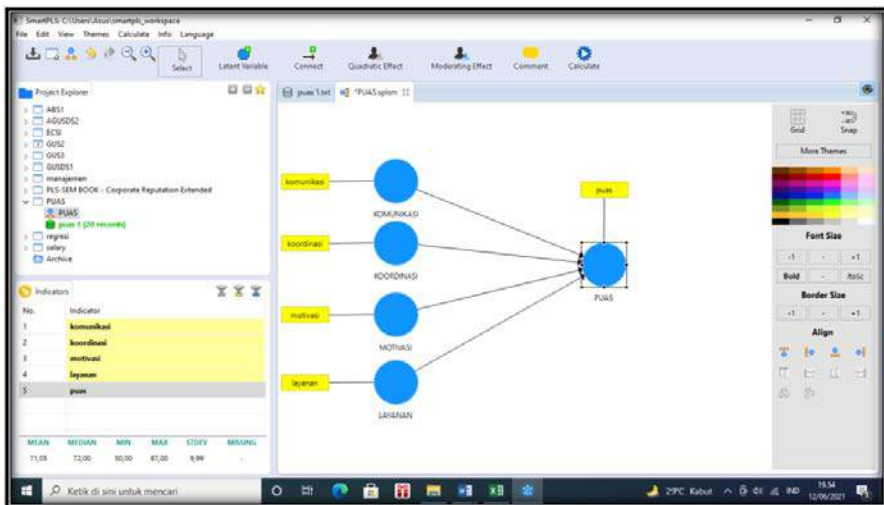 SmartPLS: C:\Users\Asus\smartpls_workspace
File Edit View Themes Calculate Info Language
Select
Latent Variable
Connect
Quadratic Effect
Moderating Effect
Comment
Calculate
Project Explorer
ABS1
AGUSDS2
ECSI
GUS2
GUS3
GUSDS1
manajemen
PLS-SEM BOOK - Corporate Reputation Extended
PUAS
PUAS
puas 1 [20 records]
regresi
Archive
Indicators
No. Indicator
1 komunikasi
2 koordinasi
3 motivasi
4 layanan
5 puas
MEAN MEDIAN MIN MAX STDEV MISSING
71,05 72,00 50,00 87,00 9,99 -
puas 1.txt
*PUAS.splsm
komunikasi
KOMUNIKASI
koordinasi
KOORDINASI
motivasi
MOTIVASI
layanan
LAYANAN
puas
PUAS
Grid Snap
More Themes
Font Size
-1 - +1
Bold - Italic
Border Size
-1 - +1
Align
Ketik di sini untuk mencari
29°C Kabut
IND
19.54
12/06/2021